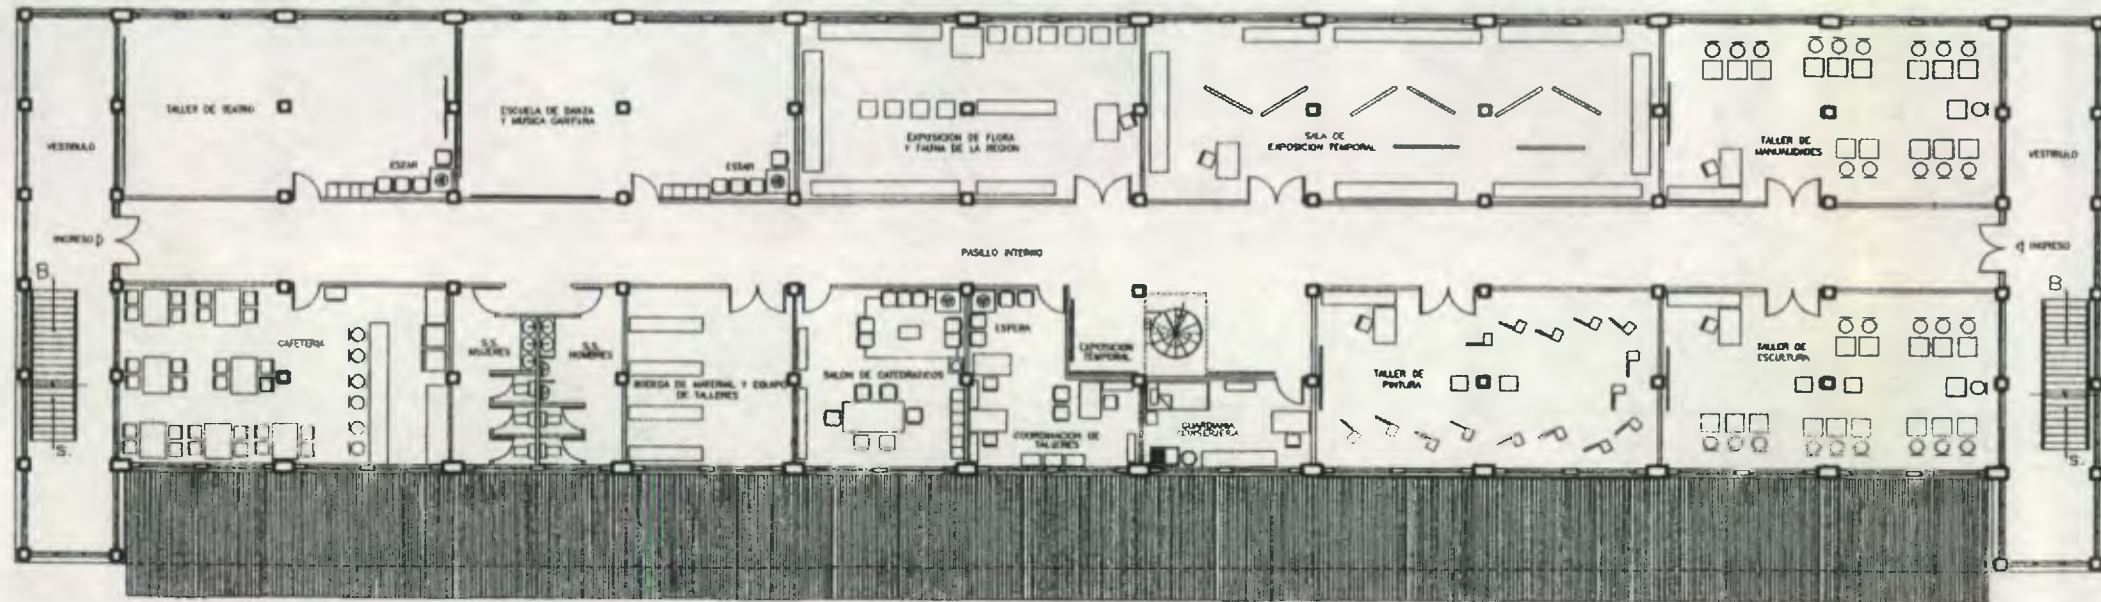 TALLER DE TEATRO
ESCUELA DE DANZA
Y MUSICA GARIFUNA
EXPOSICION DE FLORA
Y FAUNA DE LA REGION
SALA DE
EXPOSICION TEMPORAL
TALLER DE
MANUALIDADES
VESTIBULO
VESTIBULO
ESTAR
ESTAR
INGRESO
PASILLO INTERNO
INGRESO
B
B
CAFETERIA
S.S.
MUJERES
S.S.
HOMBRES
BODEGA DE MATERIAL Y EQUIPO
DE TALLERES
SALON DE CATEDRATICOS
ESPERA
EXPOSICION
TEMPORAL
COORDINACION DE
TALLERES
GUARDIANIA
CONSERJERIA
TALLER DE
PINTURA
TALLER DE
ESCULTURA
S.
S.